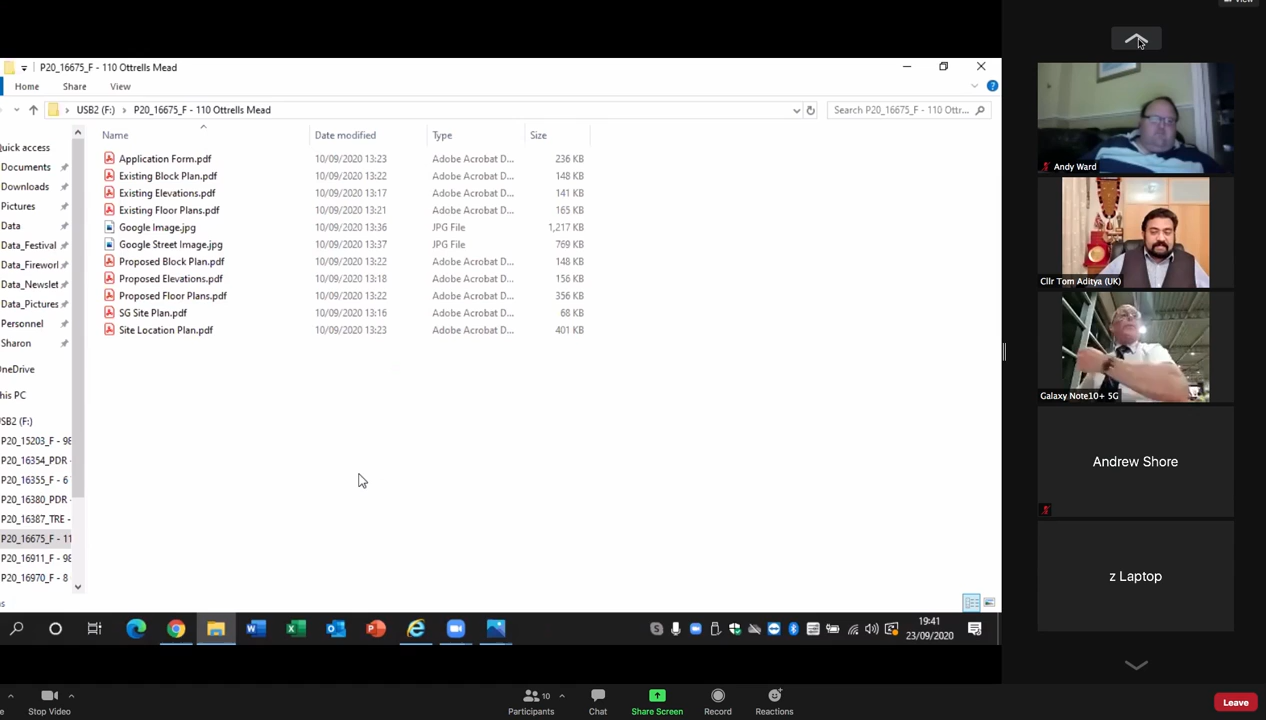 View
P20_16675_F - 110 Ottrells Mead
Home Share View
USB2 (F:) P20_16675_F - 110 Ottrells Mead
Search P20_16675_F - 110 Ottr...
Name Date modified Type Size
Application Form.pdf 10/09/2020 13:23 Adobe Acrobat D... 236 KB
Existing Block Plan.pdf 10/09/2020 13:22 Adobe Acrobat D... 148 KB
Existing Elevations.pdf 10/09/2020 13:17 Adobe Acrobat D... 141 KB
Existing Floor Plans.pdf 10/09/2020 13:21 Adobe Acrobat D... 165 KB
Google Image.jpg 10/09/2020 13:36 JPG File 1,217 KB
Google Street Image.jpg 10/09/2020 13:37 JPG File 769 KB
Proposed Block Plan.pdf 10/09/2020 13:22 Adobe Acrobat D... 148 KB
Proposed Elevations.pdf 10/09/2020 13:18 Adobe Acrobat D... 156 KB
Proposed Floor Plans.pdf 10/09/2020 13:22 Adobe Acrobat D... 356 KB
SG Site Plan.pdf 10/09/2020 13:16 Adobe Acrobat D... 68 KB
Site Location Plan.pdf 10/09/2020 13:23 Adobe Acrobat D... 401 KB
uick access
Documents
Downloads
Pictures
Data
Data_Festival
Data_Firewor
Data_Newslet
Data_Pictures
Personnel
Sharon
neDrive
his PC
SB2 (F:)
P20_15203_F - 98
P20_16354_PDR
P20_16355_F - 6
P20_16380_PDR -
P20_16387_TRE -
P20_16675_F - 11
P20_16911_F - 98
P20_16970_F - 8
s
19:41
23/09/2020
Andy Ward
Cllr Tom Aditya (UK)
Galaxy Note10+ 5G
Andrew Shore
z Laptop
e
Stop Video
10
Participants
Chat
Share Screen
Record
Reactions
Leave